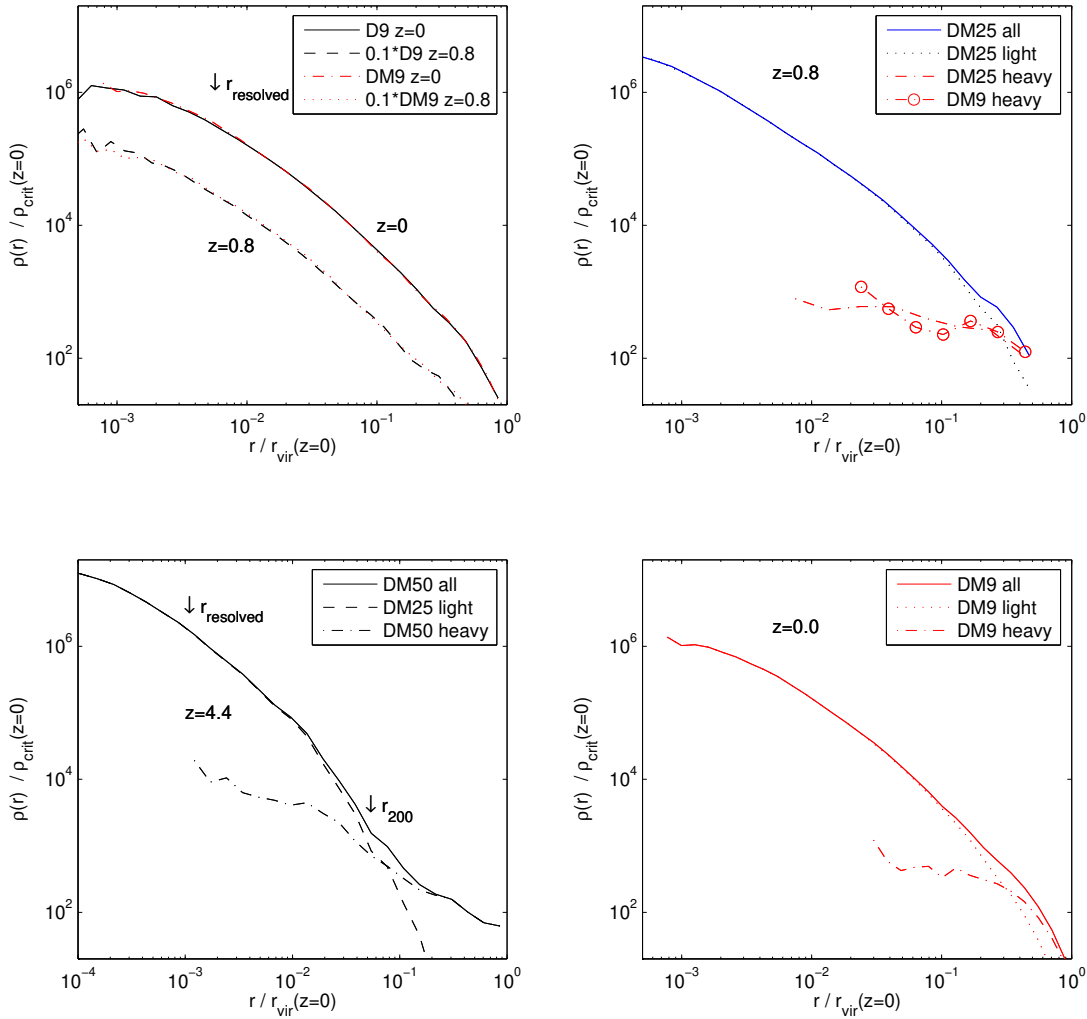 D9 z=0
0.1*D9 z=0.8
DM9 z=0
0.1*DM9 z=0.8
↓ r_resolved
z=0
z=0.8
10^6
10^4
10^2
10^-3
10^-2
10^-1
10^0
r / r_vir(z=0)
ρ(r) / ρ_crit(z=0)
DM25 all
DM25 light
DM25 heavy
DM9 heavy
z=0.8
10^6
10^4
10^2
10^-3
10^-2
10^-1
10^0
r / r_vir(z=0)
ρ(r) / ρ_crit(z=0)
DM50 all
DM25 light
DM50 heavy
↓ r_resolved
z=4.4
↓ r_200
10^6
10^4
10^2
10^-4
10^-3
10^-2
10^-1
10^0
r / r_vir(z=0)
ρ(r) / ρ_crit(z=0)
DM9 all
DM9 light
DM9 heavy
z=0.0
10^6
10^4
10^2
10^-3
10^-2
10^-1
10^0
r / r_vir(z=0)
ρ(r) / ρ_crit(z=0)